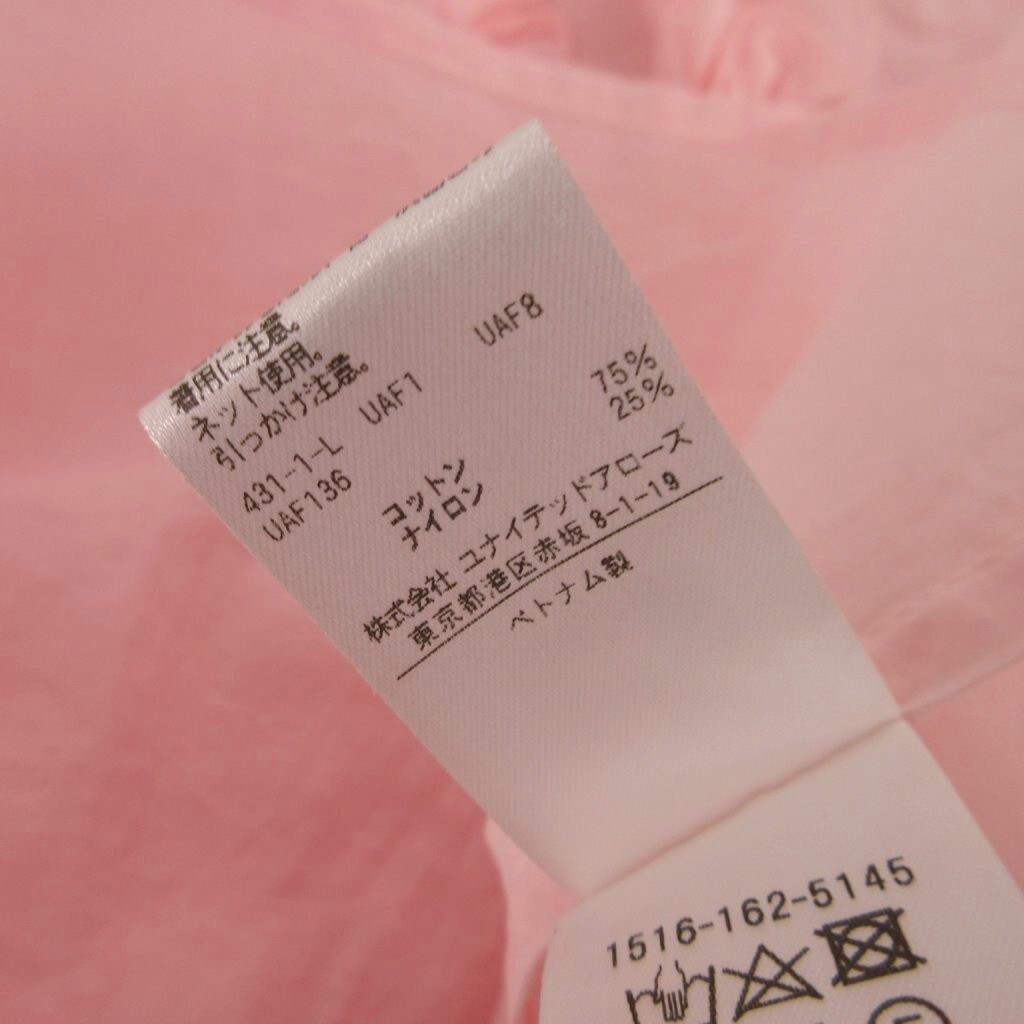 着用に注意。
ネット使用。
引っかけ注意。
431-1-L UAF1 UAF8
UAF136
コットン 75%
ナイロン 25%
株式会社 ユナイテッドアローズ
東京都港区赤坂 8-1-19
ベトナム製
1516-162-5145